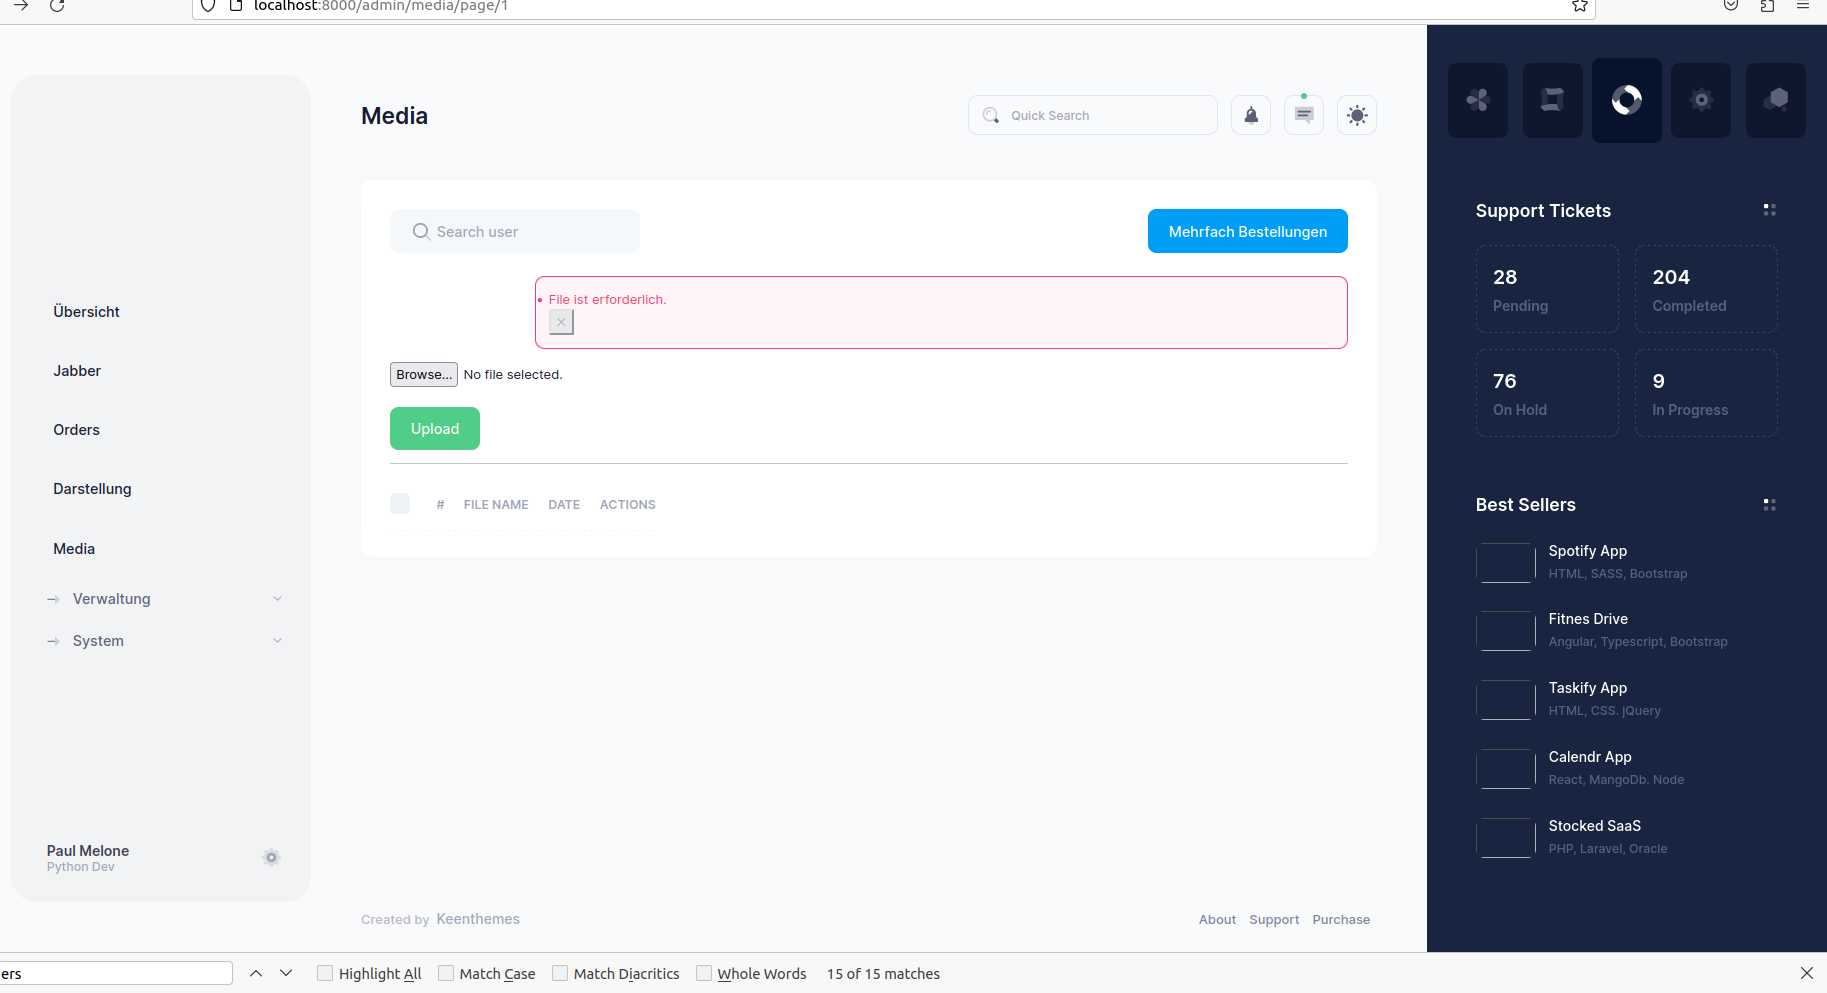 localhost:8000/admin/media/page/1
Media
Quick Search
Search user
Mehrfach Bestellungen
File ist erforderlich.
Browse... No file selected.
Upload
# FILE NAME DATE ACTIONS
Übersicht
Jabber
Orders
Darstellung
Media
Verwaltung
System
Paul Melone
Python Dev
Created by Keenthemes
About Support Purchase
Support Tickets
28
Pending
204
Completed
76
On Hold
9
In Progress
Best Sellers
Spotify App
HTML, SASS, Bootstrap
Fitnes Drive
Angular, Typescript, Bootstrap
Taskify App
HTML, CSS. jQuery
Calendr App
React, MangoDb. Node
Stocked SaaS
PHP, Laravel, Oracle
ers
Highlight All Match Case Match Diacritics Whole Words 15 of 15 matches